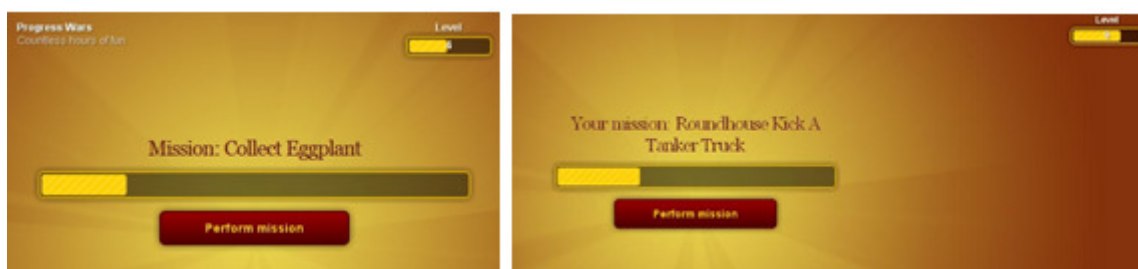 Progress Wars
Countless hours of fun
Level
Mission: Collect Eggplant
Perform mission
Level
Your mission: Roundhouse Kick A
Tanker Truck
Perform mission